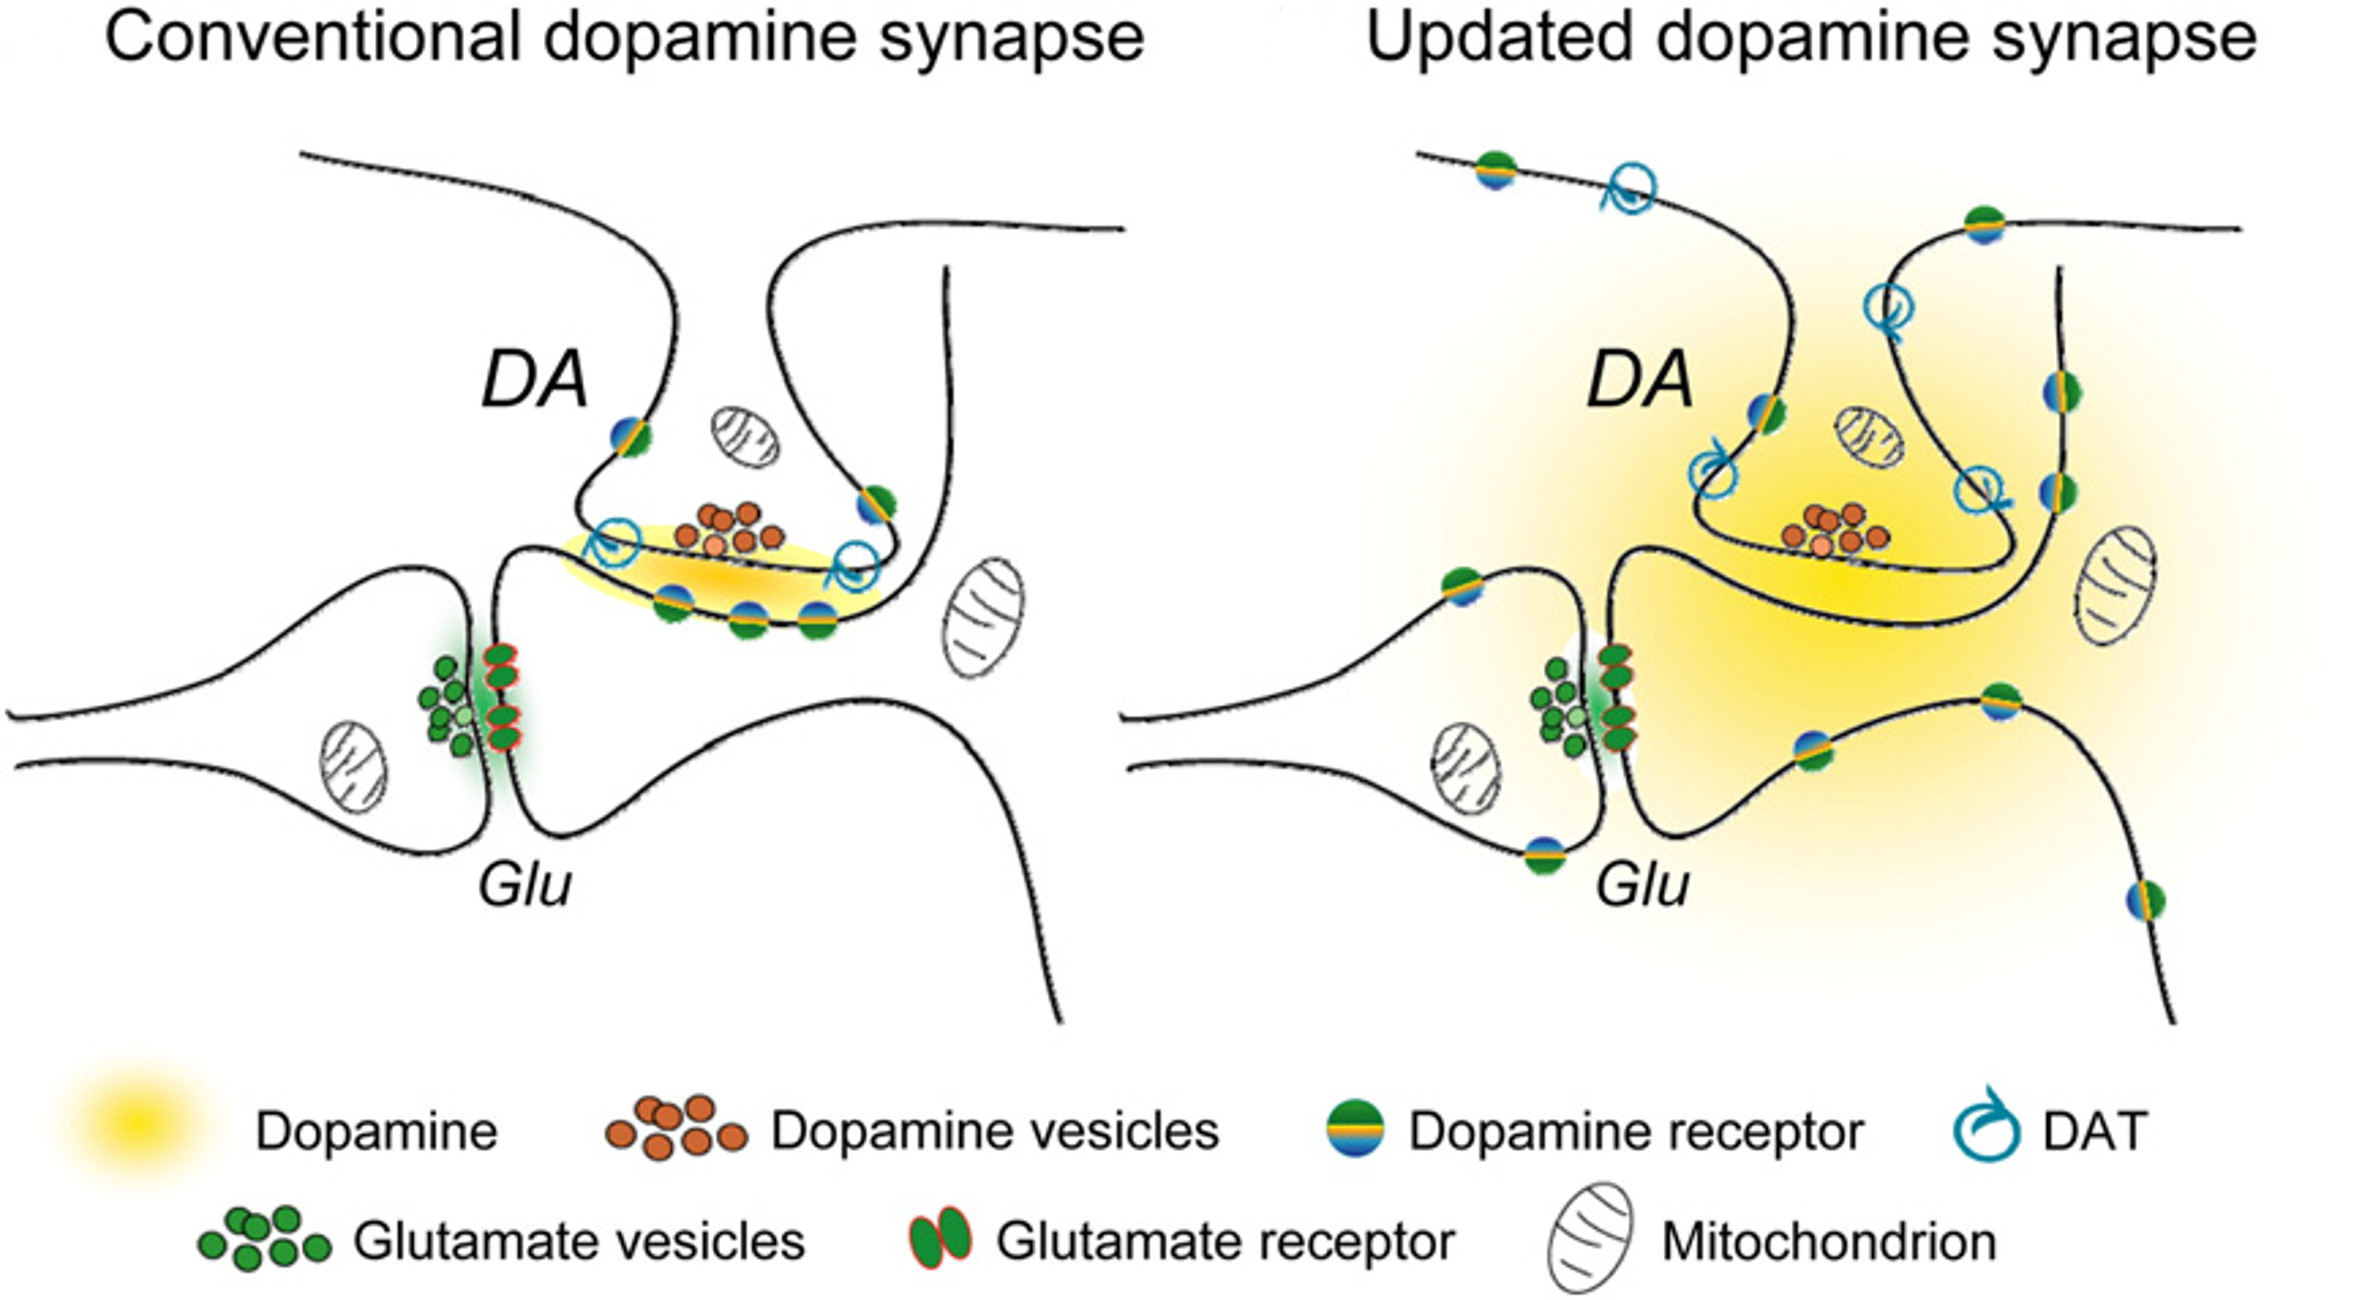 Conventional dopamine synapse
Updated dopamine synapse
DA
DA
Glu
Glu
Dopamine
Dopamine vesicles
Dopamine receptor
DAT
Glutamate vesicles
Glutamate receptor
Mitochondrion